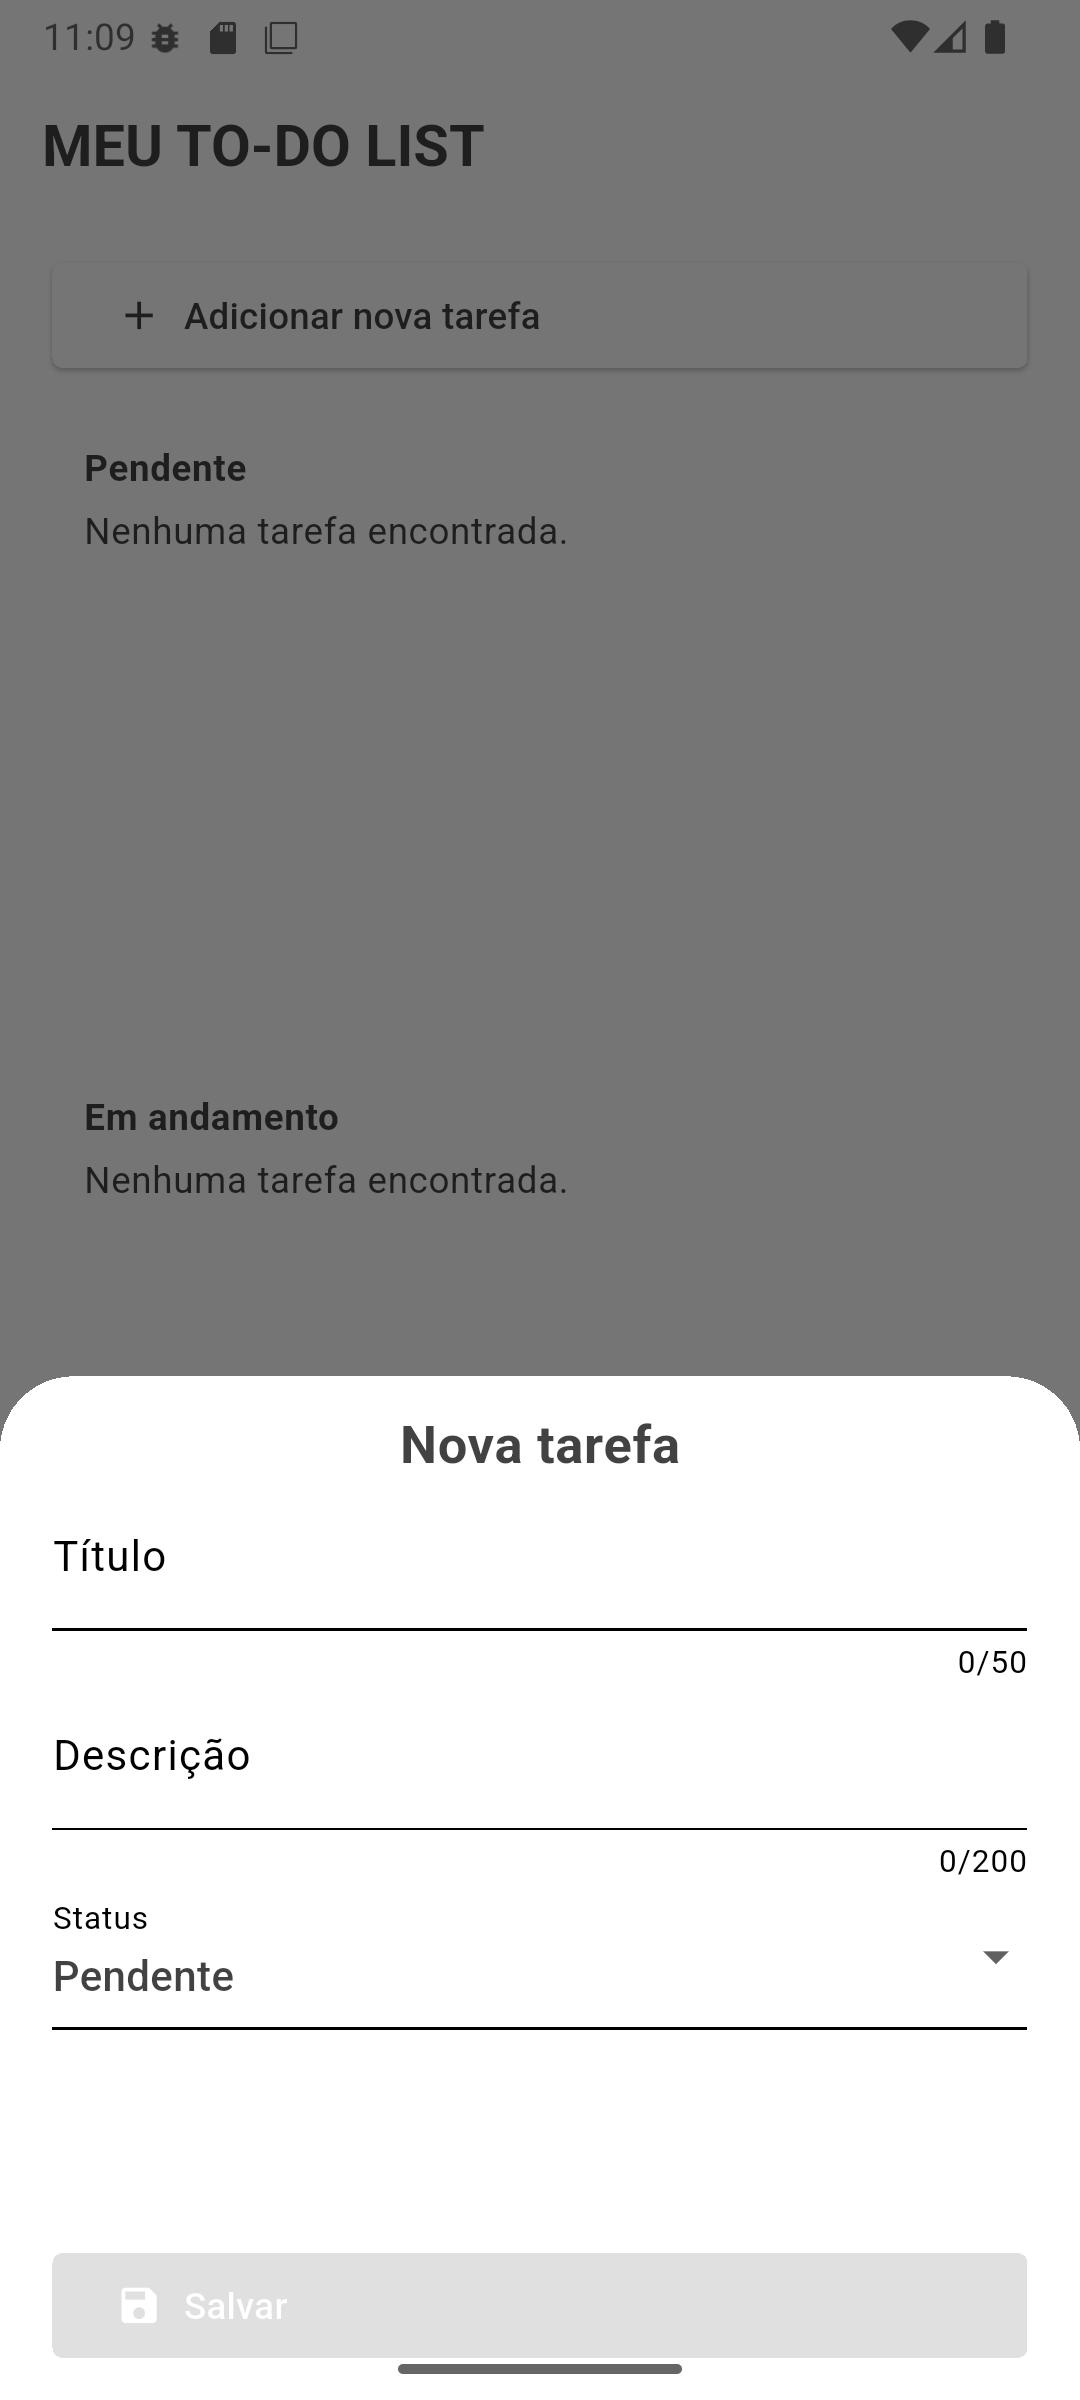 11:09
MEU TO-DO LIST
Adicionar nova tarefa
Pendente
Nenhuma tarefa encontrada.
Em andamento
Nenhuma tarefa encontrada.
Nova tarefa
Título
0/50
Descrição
0/200
Status
Pendente
Salvar